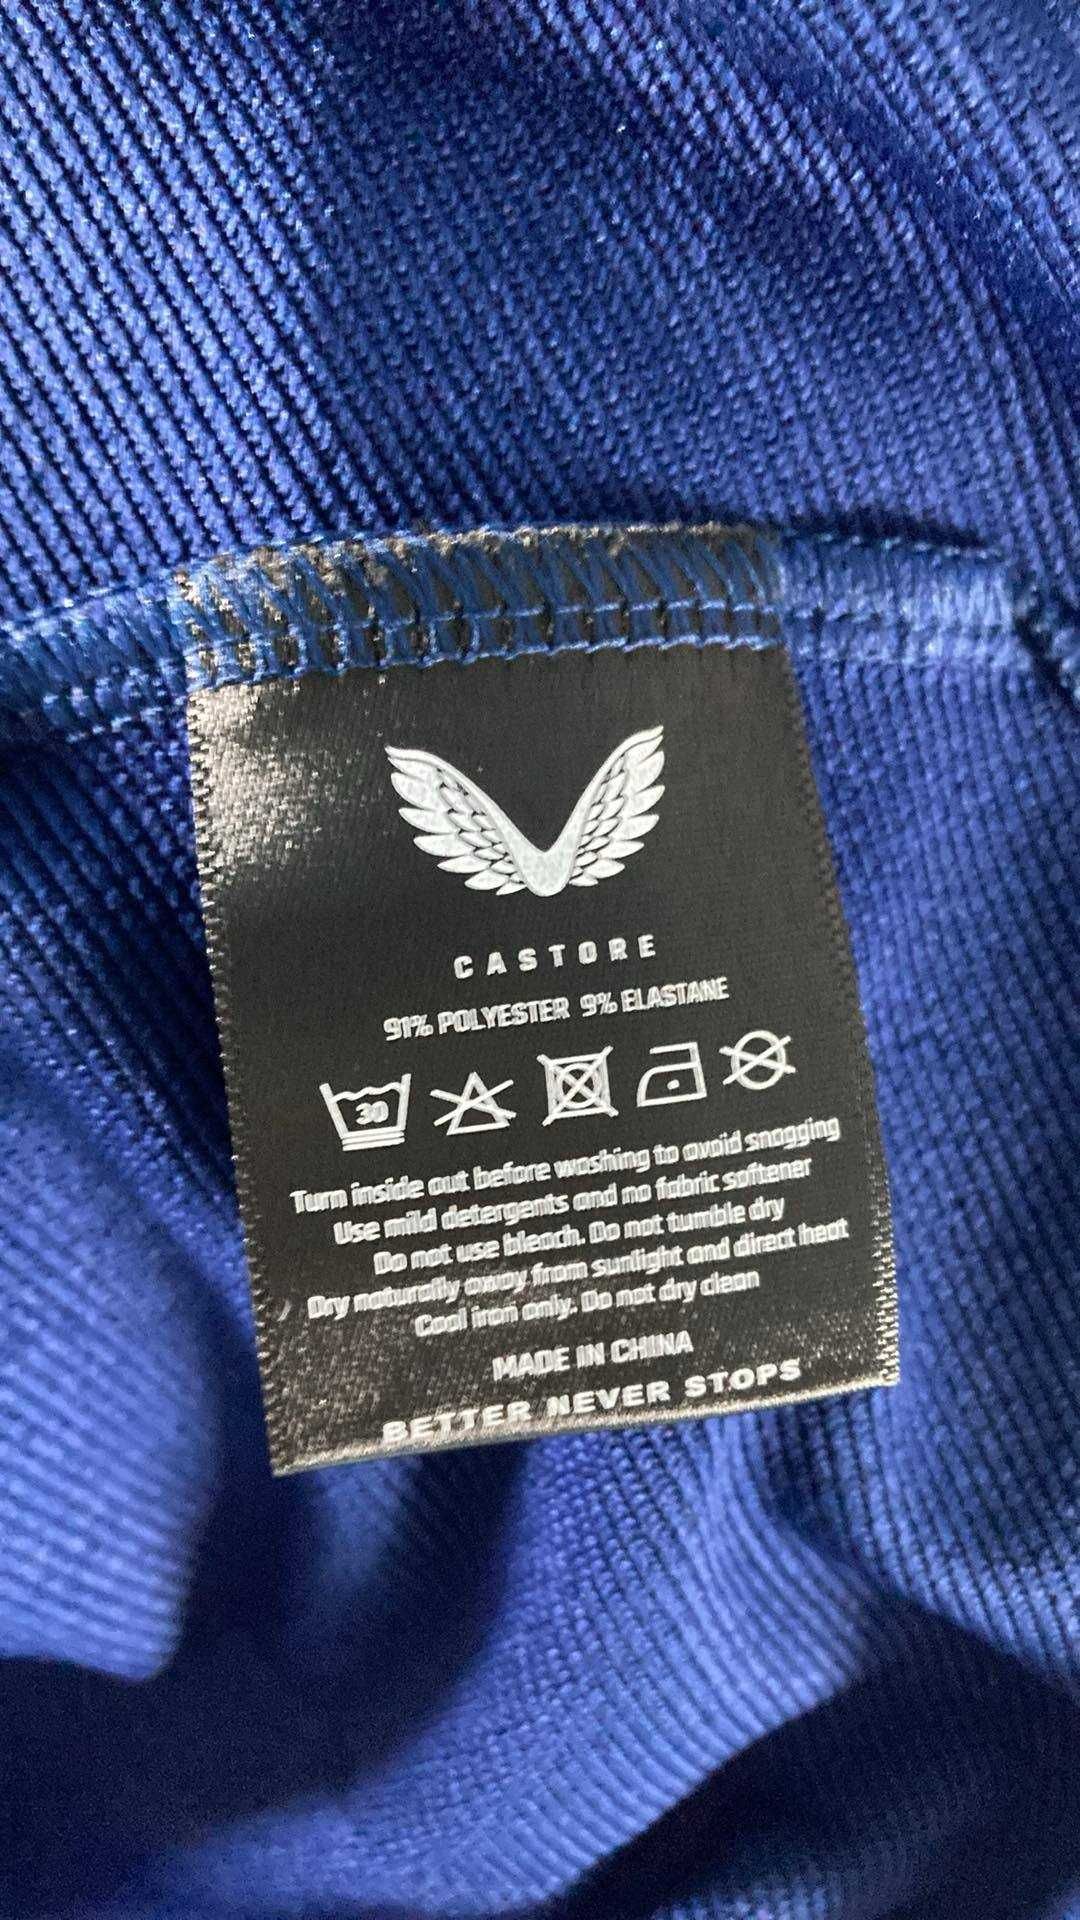 CASTORE
91% POLYESTER 9% ELASTANE
30
Turn inside out before washing to avoid snagging
Use mild detergents and no fabric softener
Do not use bleach. Do not tumble dry
Dry naturally away from sunlight and direct heat
Cool iron only. Do not dry clean
MADE IN CHINA
BETTER NEVER STOPS